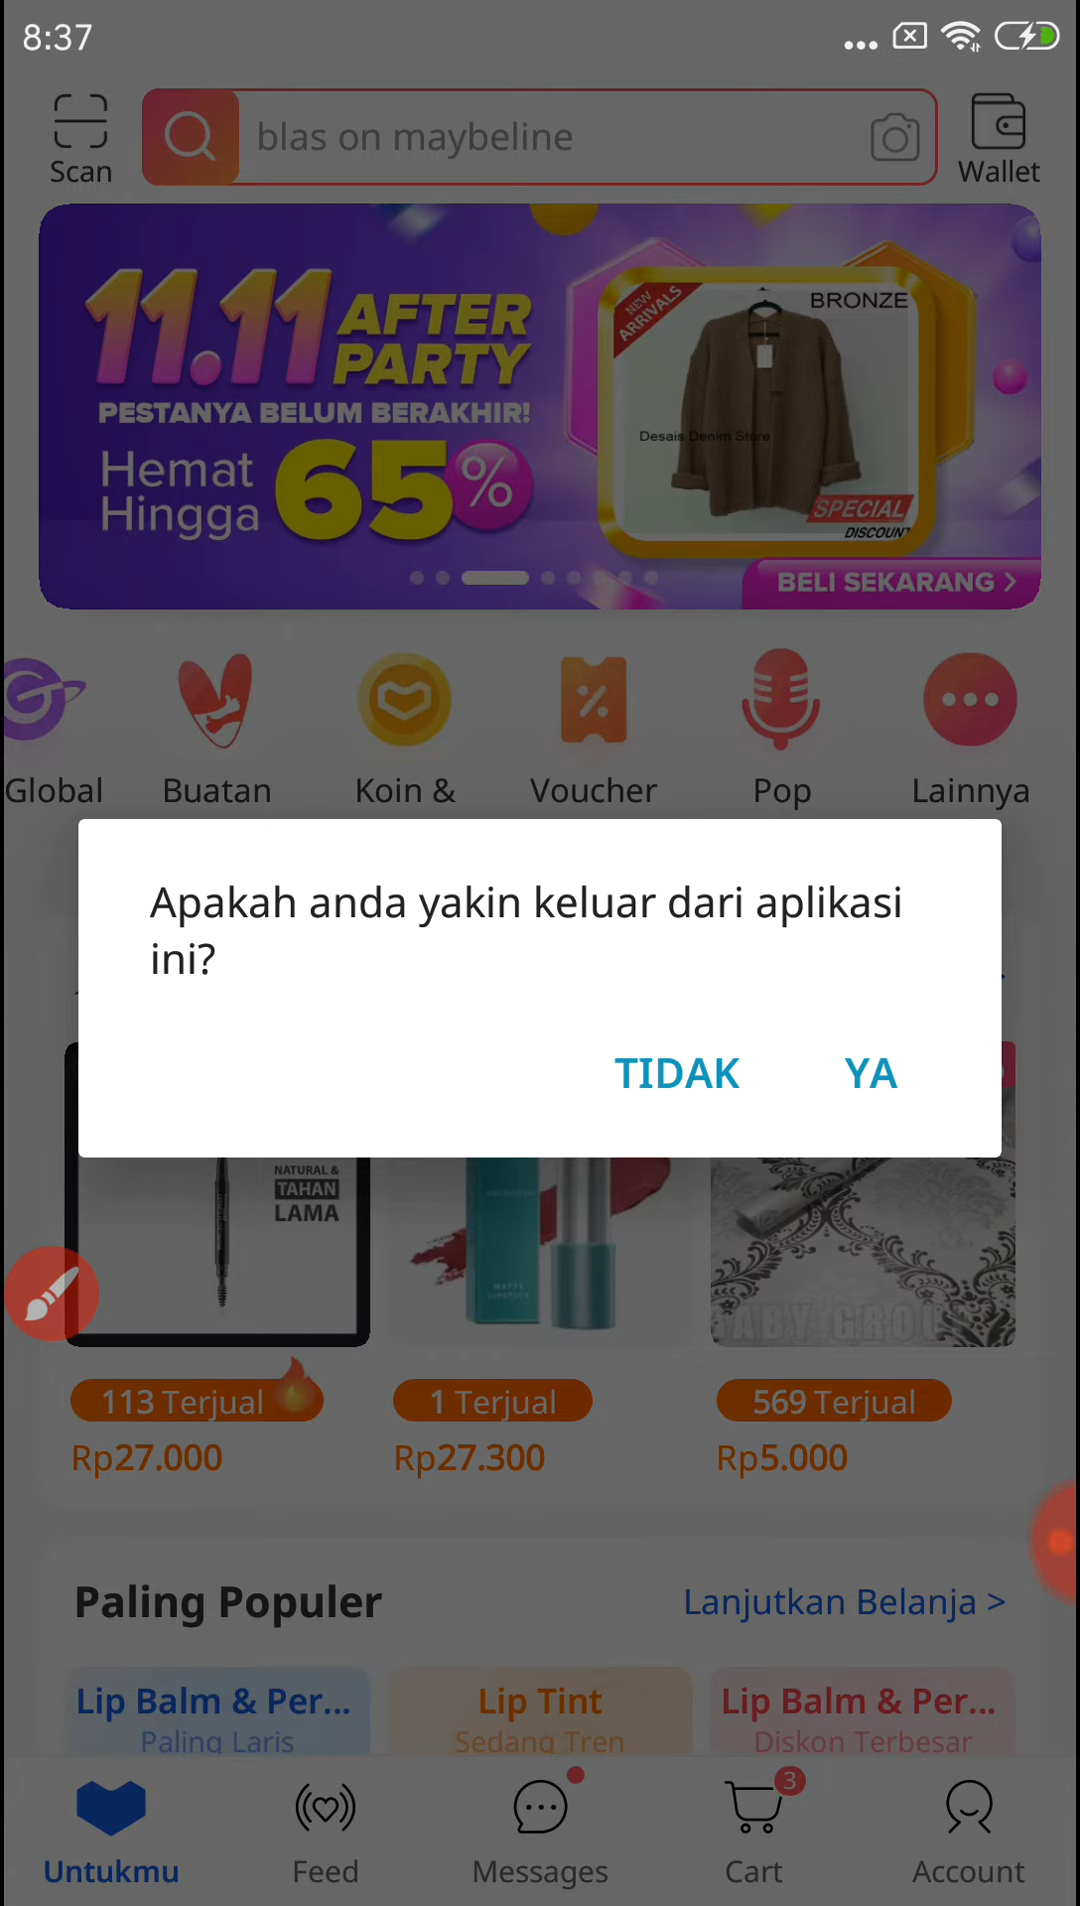 8:37
blas on maybeline
Scan
Wallet
11.11 AFTER PARTY
PESTANYA BELUM BERAKHIR!
Hemat Hingga 65%
NEW ARRIVALS
BRONZE
Desais Denim Store
SPECIAL
DISCOUNT
BELI SEKARANG >
Global
Buatan
Koin &
Voucher
Pop
Lainnya
Apakah anda yakin keluar dari aplikasi
ini?
TIDAK
YA
NATURAL &
TAHAN
LAMA
MATTE
LIPSTICK
ABY GROU
113 Terjual
1 Terjual
569 Terjual
Rp27.000
Rp27.300
Rp5.000
Paling Populer
Lanjutkan Belanja >
Lip Balm & Per...
Lip Tint
Lip Balm & Per...
Paling Laris
Sedang Tren
Diskon Terbesar
3
Untukmu
Feed
Messages
Cart
Account